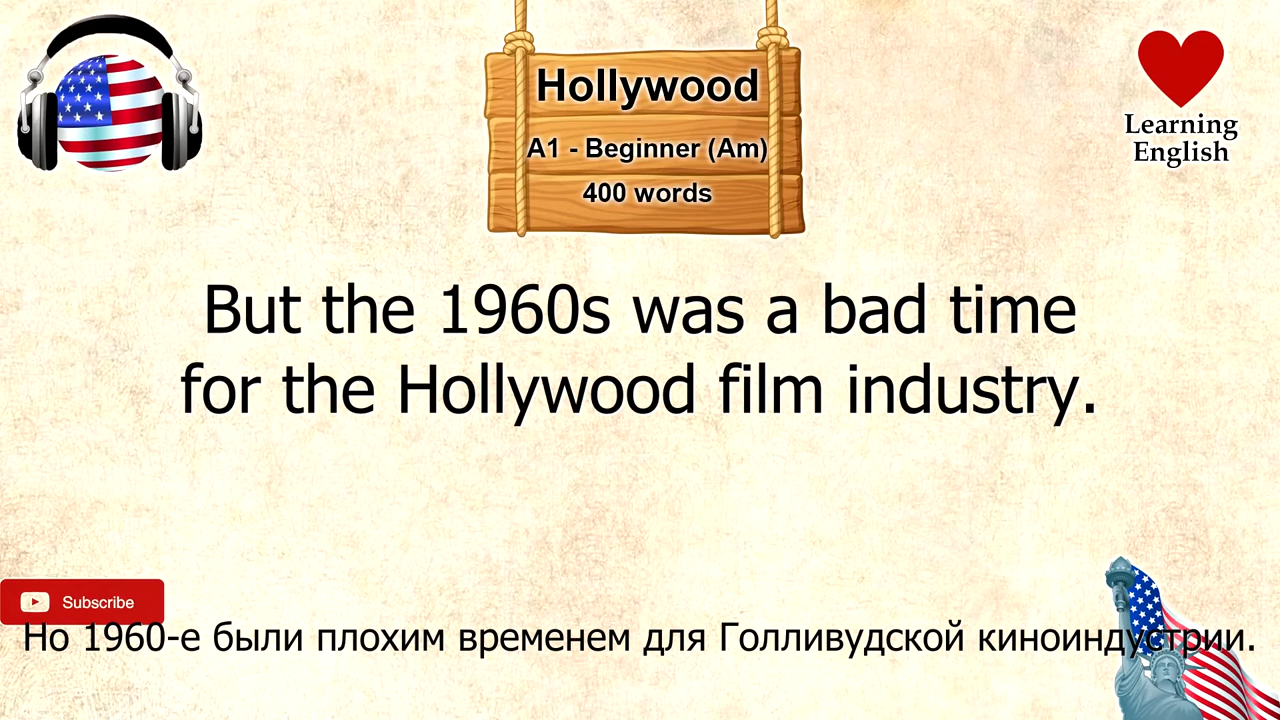 Hollywood
A1 - Beginner (Am)
400 words
Learning
English
But the 1960s was a bad time
for the Hollywood film industry.
Subscribe
Но 1960-е были плохим временем для Голливудской киноиндустрии.